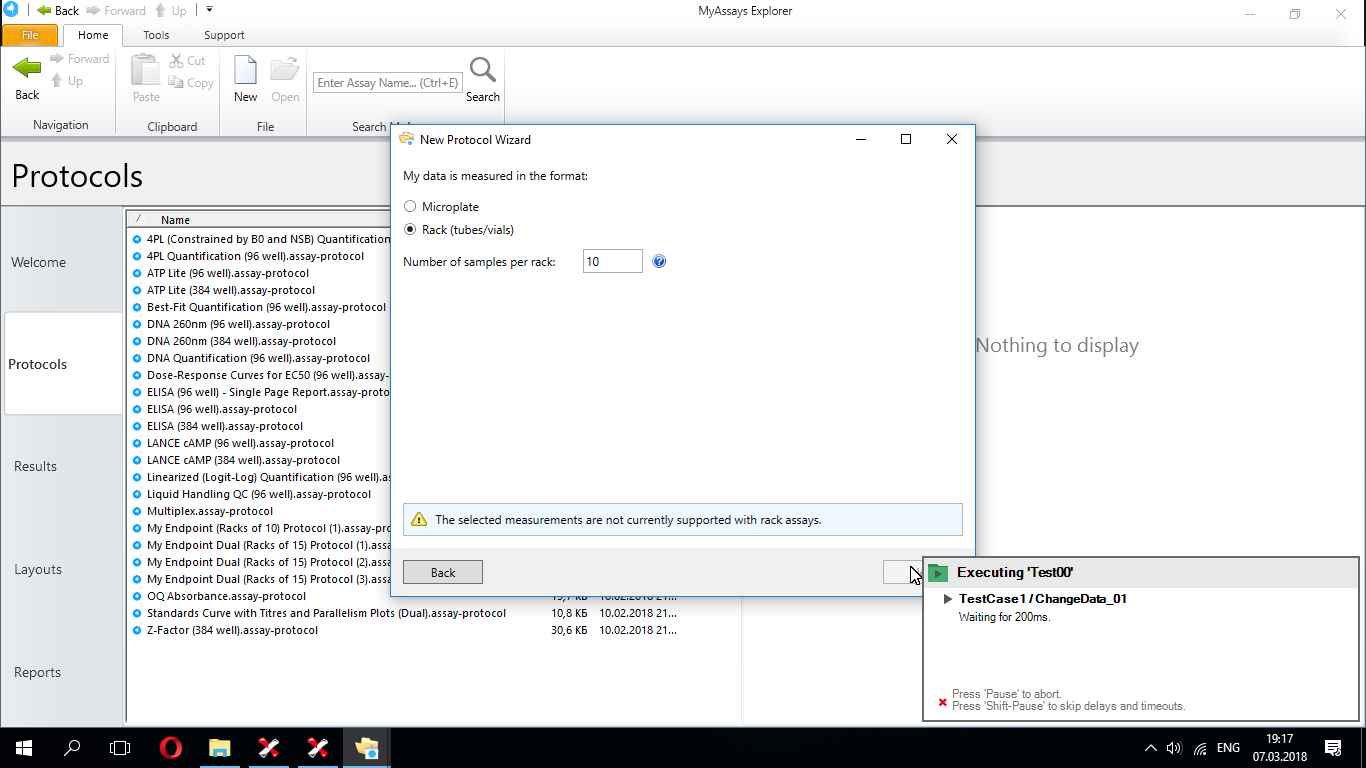 Back Forward Up
MyAssays Explorer
File Home Tools Support
Forward
Up
Back
Cut
Copy
Paste
New Open
Enter Assay Name... (Ctrl+E)
Search
Navigation Clipboard File
Protocols
Welcome
Protocols
Results
Layouts
Reports
Name
4PL (Constrained by B0 and NSB) Quantification
4PL Quantification (96 well).assay-protocol
ATP Lite (96 well).assay-protocol
ATP Lite (384 well).assay-protocol
Best-Fit Quantification (96 well).assay-protocol
DNA 260nm (96 well).assay-protocol
DNA 260nm (384 well).assay-protocol
DNA Quantification (96 well).assay-protocol
Dose-Response Curves for EC50 (96 well).assay-
ELISA (96 well) - Single Page Report.assay-proto
ELISA (96 well).assay-protocol
ELISA (384 well).assay-protocol
LANCE cAMP (96 well).assay-protocol
LANCE cAMP (384 well).assay-protocol
Linearized (Logit-Log) Quantification (96 well).as
Liquid Handling QC (96 well).assay-protocol
Multiplex.assay-protocol
My Endpoint (Racks of 10) Protocol (1).assay-pro
My Endpoint Dual (Racks of 15) Protocol (1).assa
My Endpoint Dual (Racks of 15) Protocol (2).assa
My Endpoint Dual (Racks of 15) Protocol (3).assa
OQ Absorbance.assay-protocol 19,7 КБ 10.02.2018 21...
Standards Curve with Titres and Parallelism Plots (Dual).assay-protocol 10,8 КБ 10.02.2018 21...
Z-Factor (384 well).assay-protocol 30,6 КБ 10.02.2018 21...
Nothing to display
New Protocol Wizard
My data is measured in the format:
Microplate
Rack (tubes/vials)
Number of samples per rack: 10
The selected measurements are not currently supported with rack assays.
Back
Executing 'Test00'
TestCase1 / ChangeData_01
Waiting for 200ms.
Press 'Pause' to abort.
Press 'Shift-Pause' to skip delays and timeouts.
ENG
19:17
07.03.2018